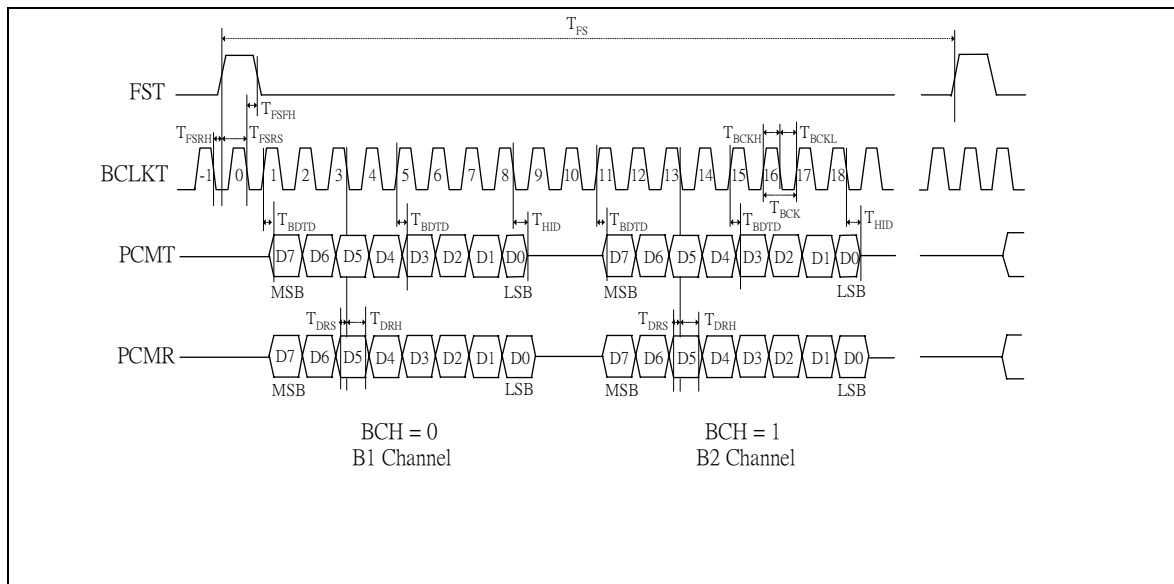 T_FS
FST
T_FSFH
T_FSRH T_FSRS T_BCKH T_BCKL
BCLKT -1 0 1 2 3 4 5 6 7 8 9 10 11 12 13 14 15 16 17 18
T_BCK
T_BDTD T_BDTD T_HID T_BDTD T_BDTD T_HID
PCMT D7 D6 D5 D4 D3 D2 D1 D0 D7 D6 D5 D4 D3 D2 D1 D0
MSB LSB MSB LSB
T_DRS T_DRH T_DRS T_DRH
PCMR D7 D6 D5 D4 D3 D2 D1 D0 D7 D6 D5 D4 D3 D2 D1 D0
MSB LSB MSB LSB
BCH = 0 BCH = 1
B1 Channel B2 Channel